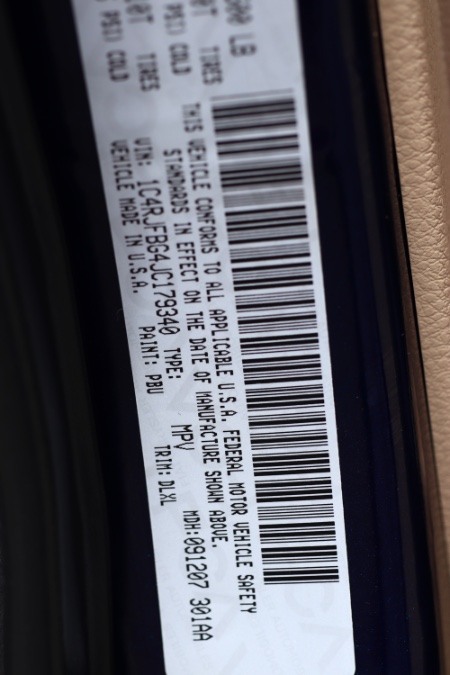 TIRES
PSI) COLD
TIRES
PSI) COLD
THIS VEHICLE CONFORMS TO ALL APPLICABLE U.S.A. FEDERAL MOTOR VEHICLE SAFETY
STANDARDS IN EFFECT ON THE DATE OF MANUFACTURE SHOWN ABOVE.
VIN: 1C4RJFBG4JC179340 TYPE: MPV MDH:091207 301AA
VEHICLE MADE IN U.S.A. PAINT: PBU TRIM:DLXL